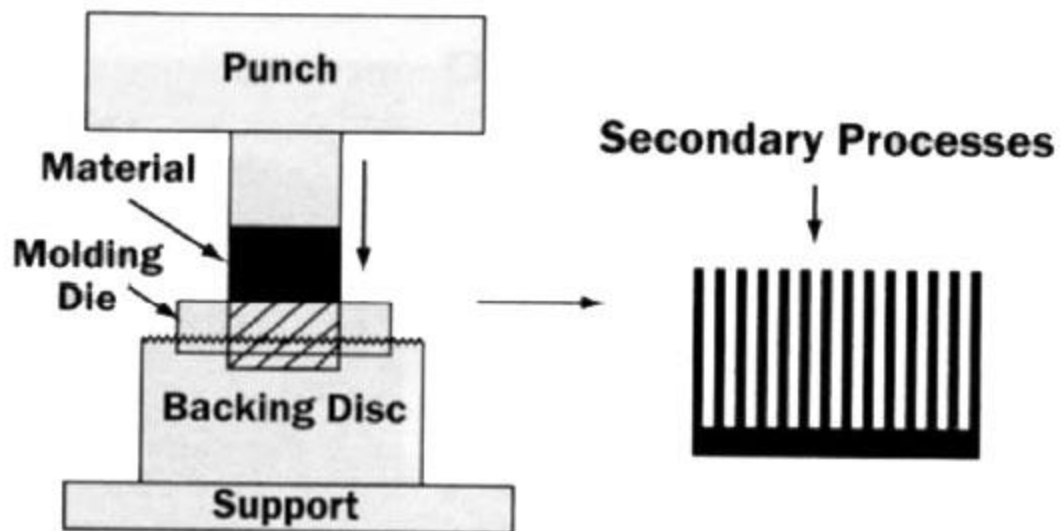 Punch
Material
Molding
Die
Backing Disc
Support
Secondary Processes